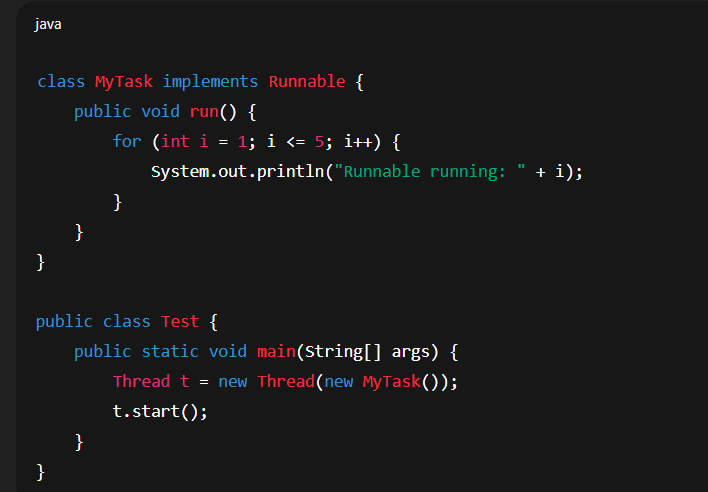 java
class MyTask implements Runnable {
    public void run() {
        for (int i = 1; i <= 5; i++) {
            System.out.println("Runnable running: " + i);
        }
    }
}
public class Test {
    public static void main(String[] args) {
        Thread t = new Thread(new MyTask());
        t.start();
    }
}